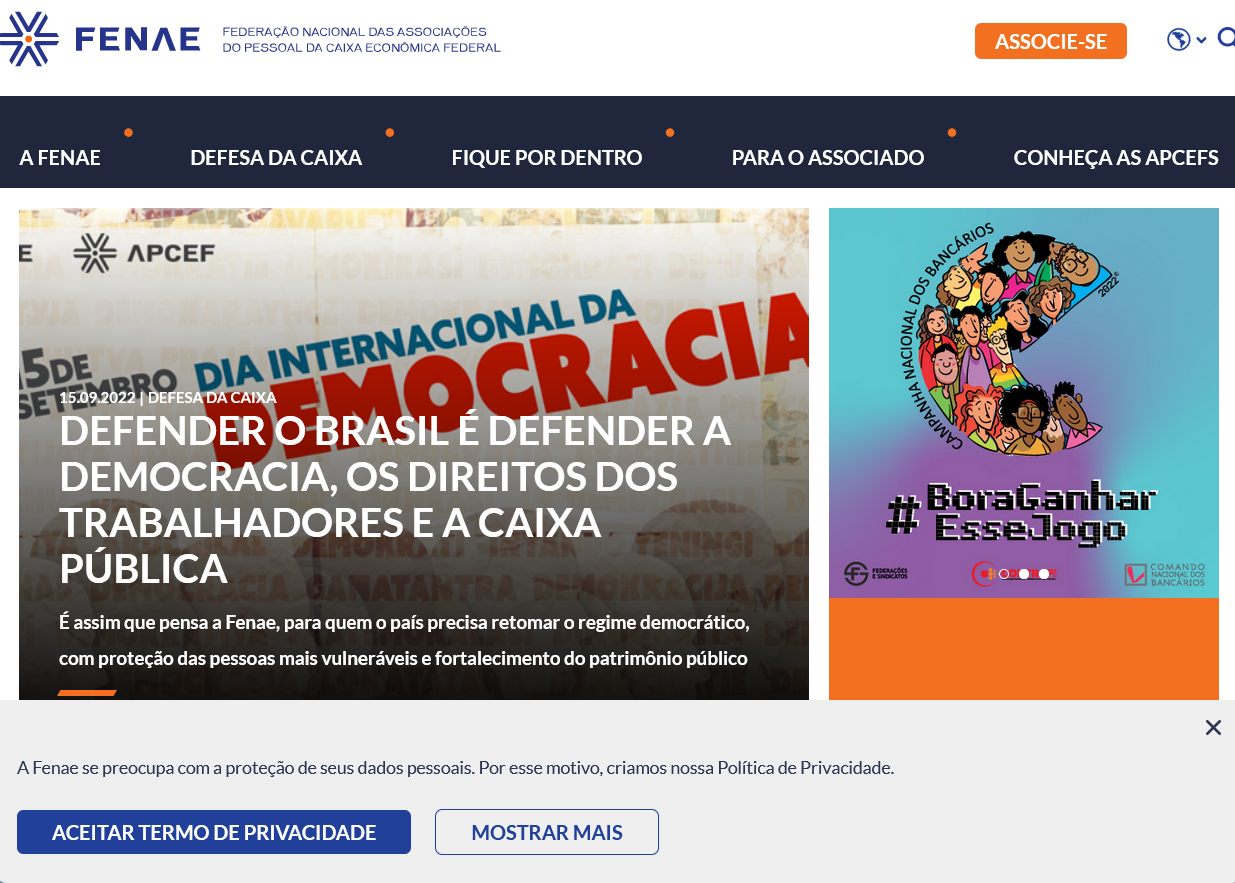 FENAE
FEDERAÇÃO NACIONAL DAS ASSOCIAÇÕES
DO PESSOAL DA CAIXA ECONÔMICA FEDERAL
ASSOCIE-SE
A FENAE
DEFESA DA CAIXA
FIQUE POR DENTRO
PARA O ASSOCIADO
CONHEÇA AS APCEFS
E
APCEF
15 DE
SETEMBRO
DIA INTERNACIONAL DA
DEMOCRACIA
15.09.2022 | DEFESA DA CAIXA
DEFENDER O BRASIL É DEFENDER A
DEMOCRACIA, OS DIREITOS DOS
TRABALHADORES E A CAIXA
PÚBLICA
É assim que pensa a Fenae, para quem o país precisa retomar o regime democrático,
com proteção das pessoas mais vulneráveis e fortalecimento do patrimônio público
CAMPANHA NACIONAL DOS BANCÁRIOS
2022
#BoraGanhar
EsseJogo
FEDERAÇÕES
E SINDICATOS
COMANDO
NACIONAL DOS
BANCÁRIOS
A Fenae se preocupa com a proteção de seus dados pessoais. Por esse motivo, criamos nossa Política de Privacidade.
ACEITAR TERMO DE PRIVACIDADE
MOSTRAR MAIS